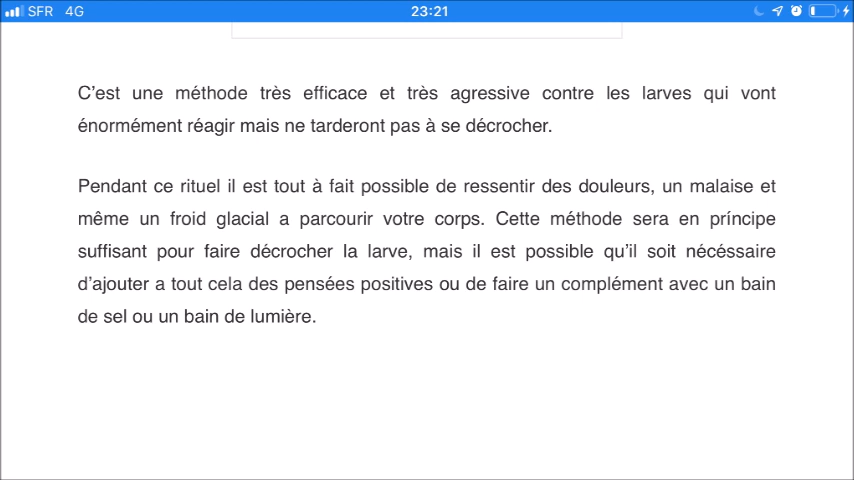 SFR 4G 23:21
C’est une méthode très efficace et très agressive contre les larves qui vont
énormément réagir mais ne tarderont pas à se décrocher.
Pendant ce rituel il est tout à fait possible de ressentir des douleurs, un malaise et
même un froid glacial a parcourir votre corps. Cette méthode sera en príncipe
suffisant pour faire décrocher la larve, mais il est possible qu’il soit nécéssaire
d’ajouter a tout cela des pensées positives ou de faire un complément avec un bain
de sel ou un bain de lumière.